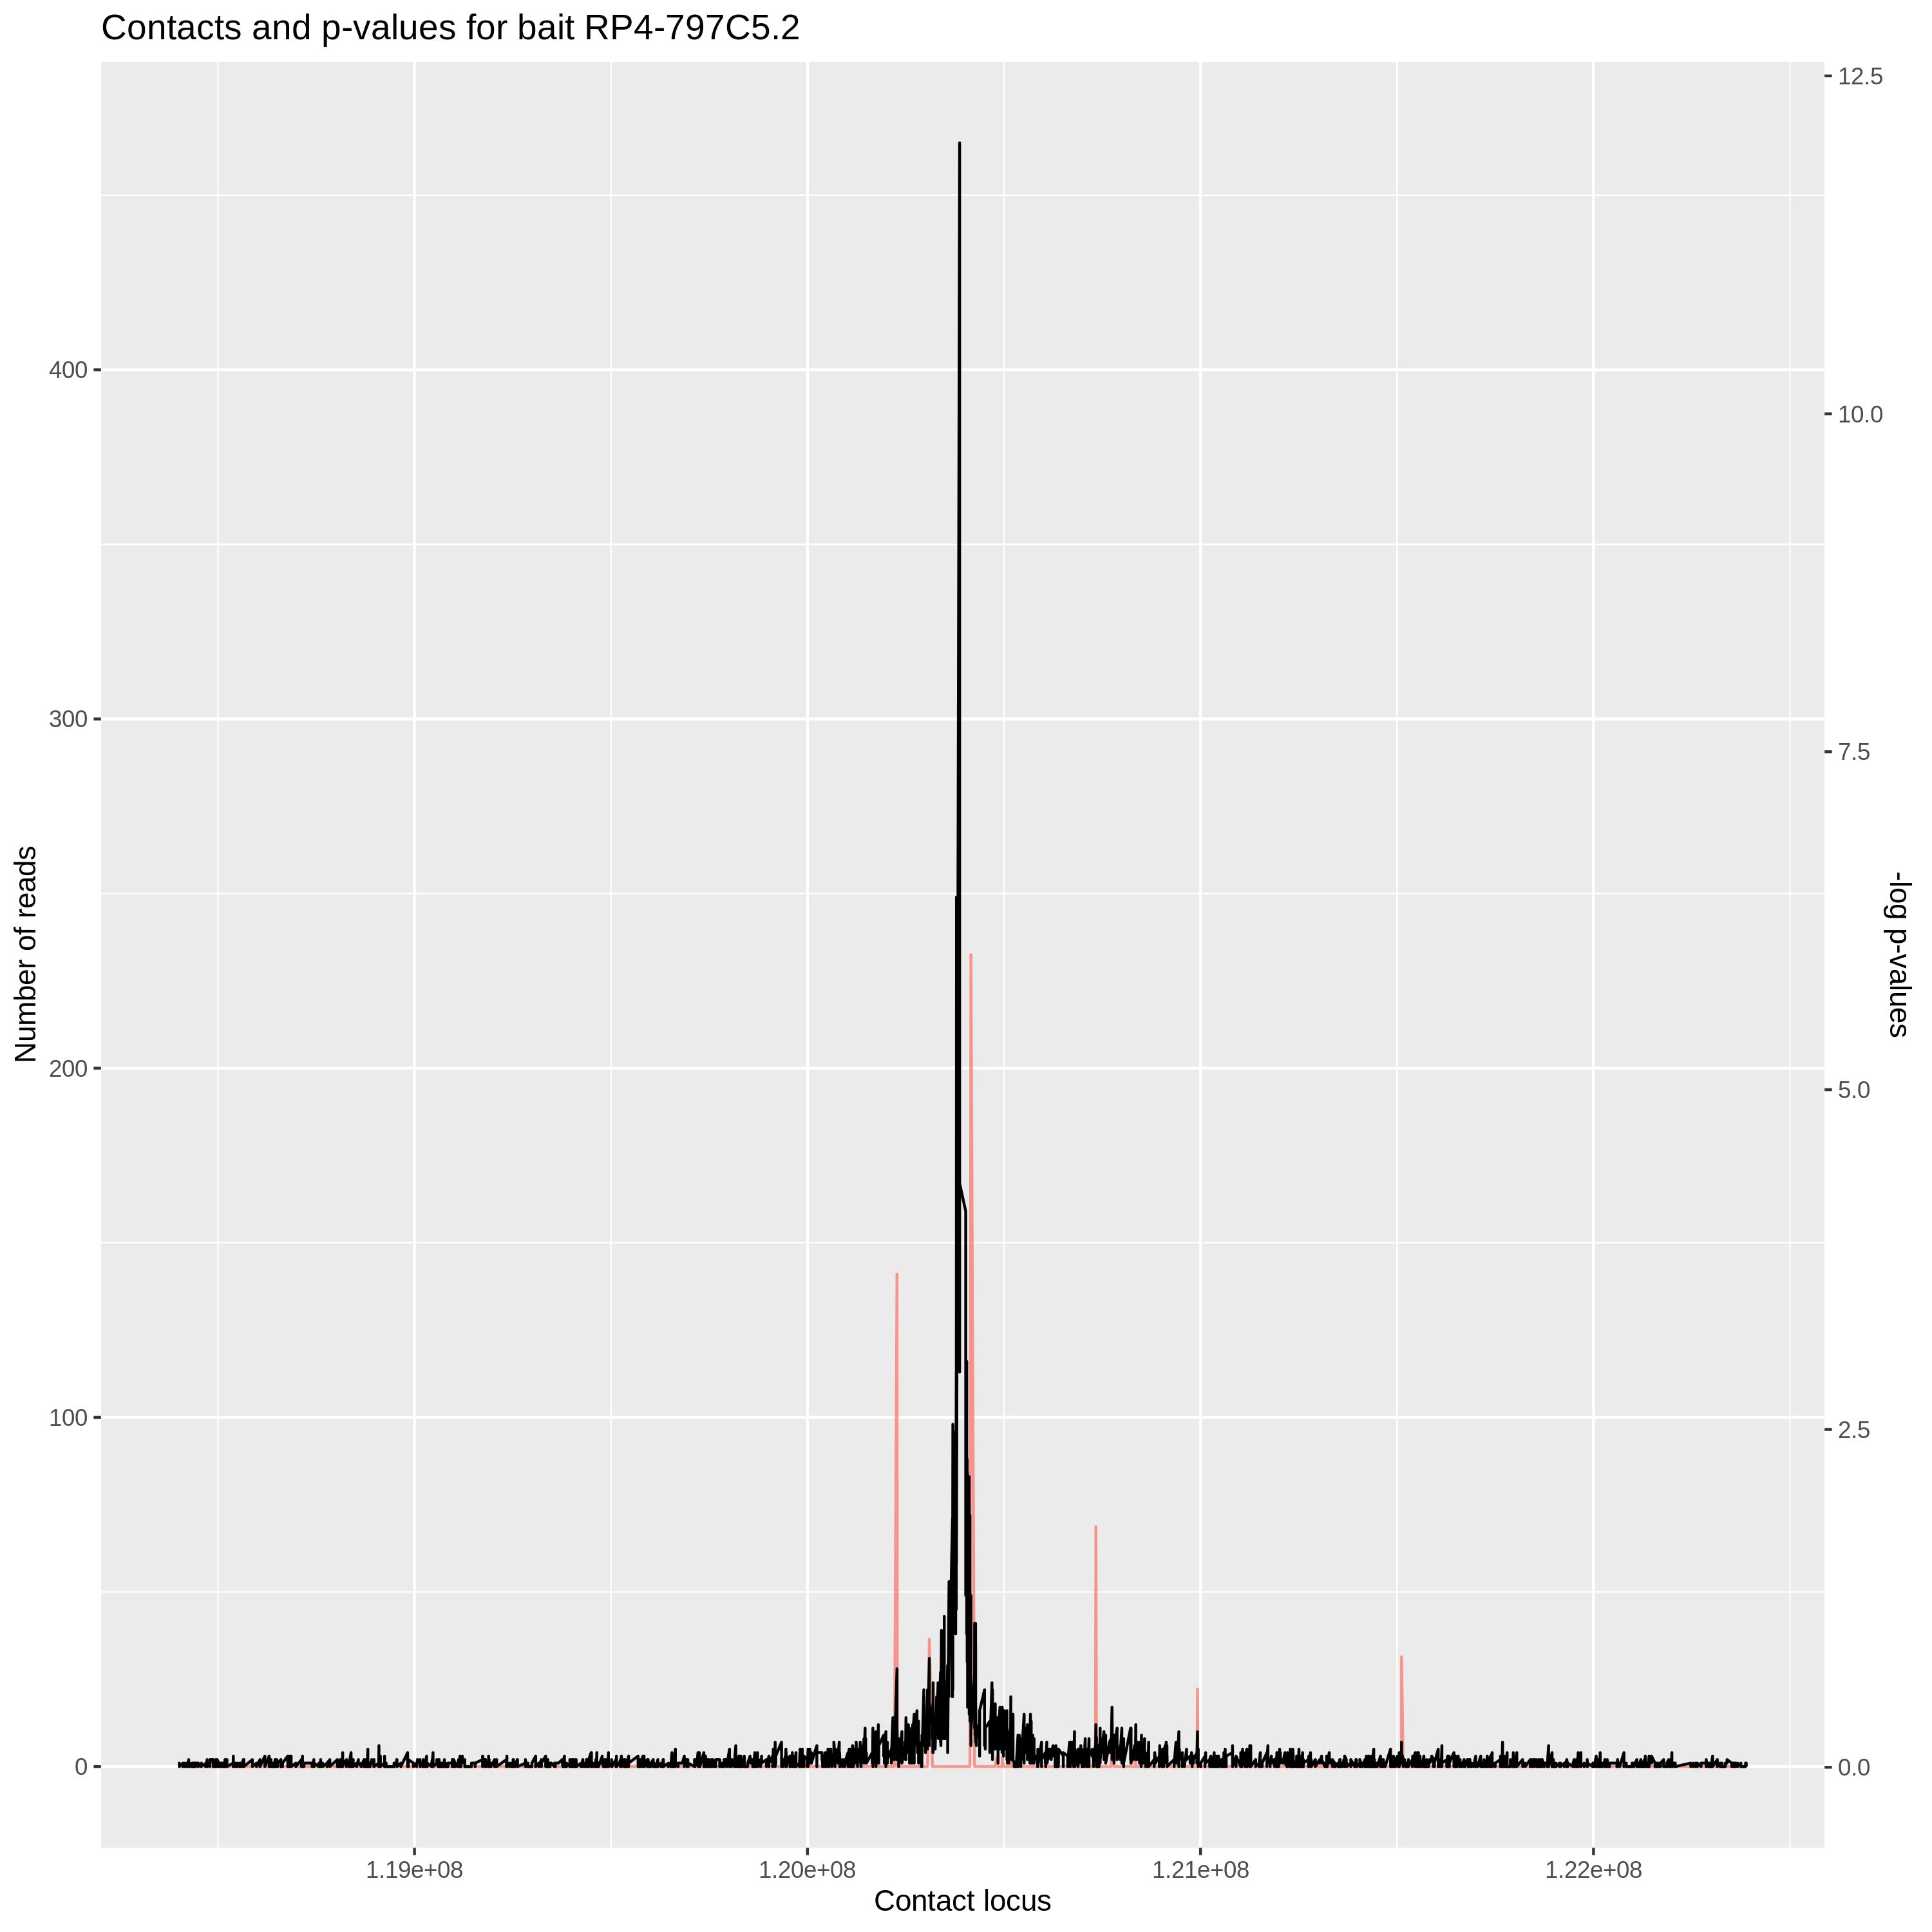 Contacts and p-values for bait RP4-797C5.2
12.5
400
10.0
300
7.5
Number of reads
-log p-values
200
5.0
100
2.5
0
0.0
1.19e+08
1.20e+08
1.21e+08
1.22e+08
Contact locus